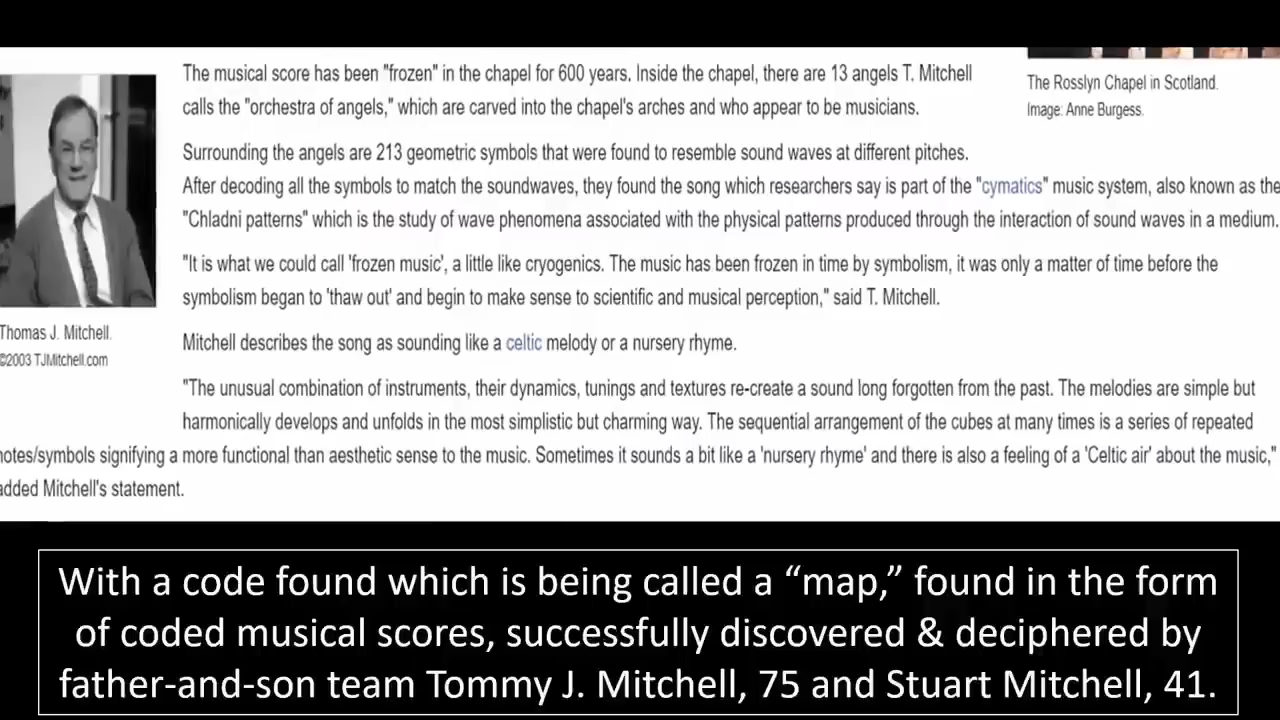 The musical score has been "frozen" in the chapel for 600 years. Inside the chapel, there are 13 angels T. Mitchell
calls the "orchestra of angels," which are carved into the chapel's arches and who appear to be musicians.
The Rosslyn Chapel in Scotland.
Image: Anne Burgess.
Surrounding the angels are 213 geometric symbols that were found to resemble sound waves at different pitches.
After decoding all the symbols to match the soundwaves, they found the song which researchers say is part of the "cymatics" music system, also known as the
"Chladni patterns" which is the study of wave phenomena associated with the physical patterns produced through the interaction of sound waves in a medium.
"It is what we could call 'frozen music', a little like cryogenics. The music has been frozen in time by symbolism, it was only a matter of time before the
symbolism began to 'thaw out' and begin to make sense to scientific and musical perception," said T. Mitchell.
Thomas J. Mitchell.
©2003 TJMitchell.com
Mitchell describes the song as sounding like a celtic melody or a nursery rhyme.
"The unusual combination of instruments, their dynamics, tunings and textures re-create a sound long forgotten from the past. The melodies are simple but
harmonically develops and unfolds in the most simplistic but charming way. The sequential arrangement of the cubes at many times is a series of repeated
notes/symbols signifying a more functional than aesthetic sense to the music. Sometimes it sounds a bit like a 'nursery rhyme' and there is also a feeling of a 'Celtic air' about the music,"
added Mitchell's statement.
With a code found which is being called a “map,” found in the form
of coded musical scores, successfully discovered & deciphered by
father-and-son team Tommy J. Mitchell, 75 and Stuart Mitchell, 41.